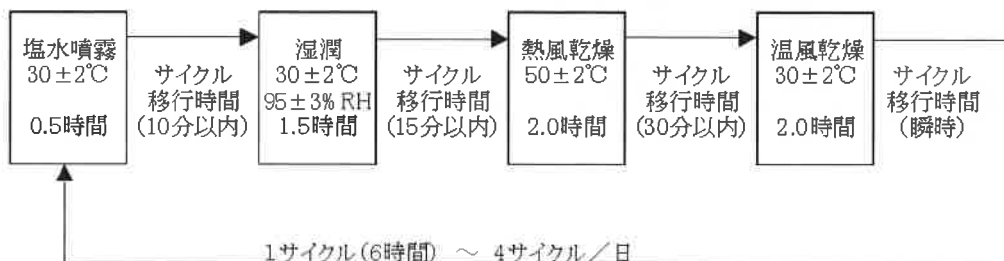 塩水噴霧
30±2℃
0.5時間
サイクル
移行時間
(10分以内)
湿潤
30±2℃
95±3% RH
1.5時間
サイクル
移行時間
(15分以内)
熱風乾燥
50±2℃
2.0時間
サイクル
移行時間
(30分以内)
温風乾燥
30±2℃
2.0時間
サイクル
移行時間
(瞬時)
1サイクル(6時間) ～ 4サイクル／日